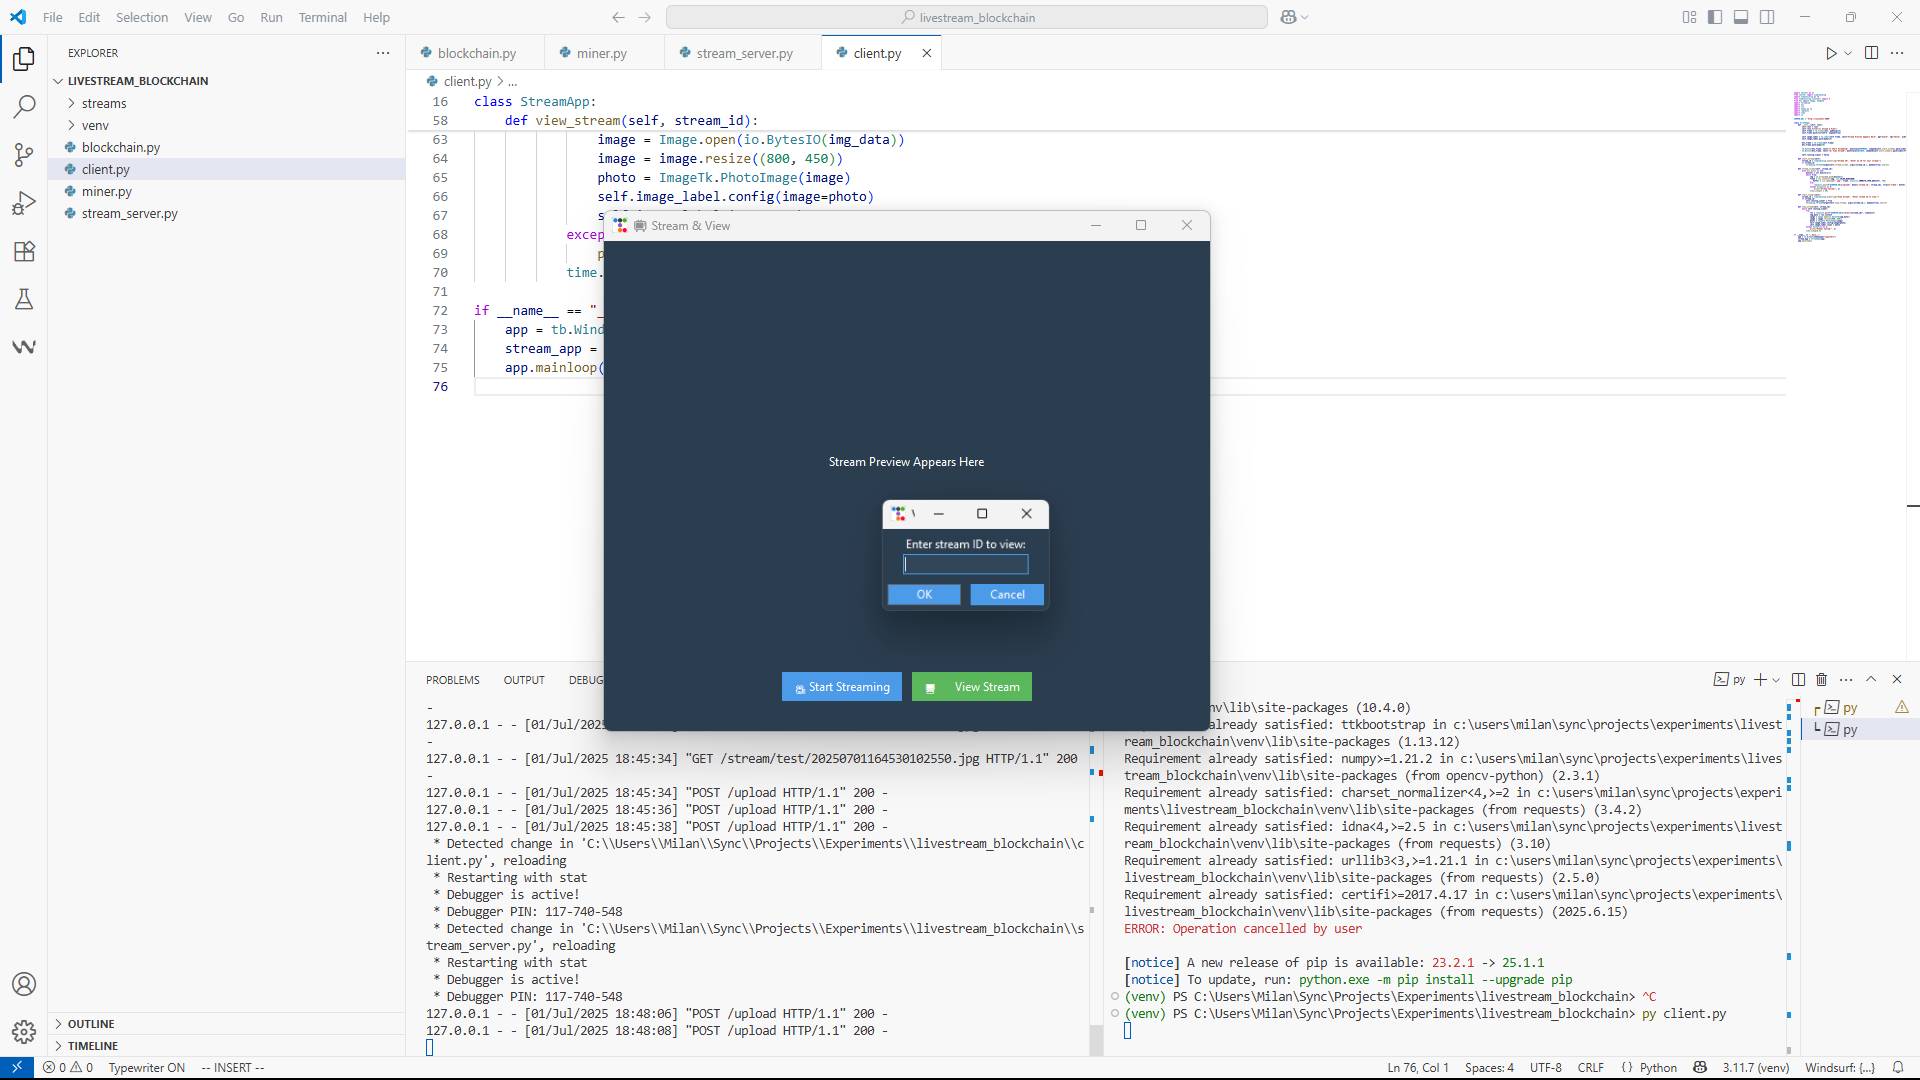 File Edit Selection View Go Run Terminal Help
livestream_blockchain
EXPLORER
LIVESTREAM_BLOCKCHAIN
streams
venv
blockchain.py
client.py
miner.py
stream_server.py
OUTLINE
TIMELINE
blockchain.py miner.py stream_server.py client.py
client.py > ...
16 class StreamApp:
58 def view_stream(self, stream_id):
63 image = Image.open(io.BytesIO(img_data))
64 image = image.resize((800, 450))
65 photo = ImageTk.PhotoImage(image)
66 self.image_label.config(image=photo)
67
68 excep
69
70 time.
71
72 if __name__ == "_
73 app = tb.Wind
74 stream_app =
75 app.mainloop(
76
Stream & View
Stream Preview Appears Here
Enter stream ID to view:
OK Cancel
Start Streaming View Stream
PROBLEMS OUTPUT DEBUG
py
-
127.0.0.1 - - [01/Jul/2025
-
127.0.0.1 - - [01/Jul/2025 18:45:34] "GET /stream/test/20250701164530102550.jpg HTTP/1.1" 200
-
127.0.0.1 - - [01/Jul/2025 18:45:34] "POST /upload HTTP/1.1" 200 -
127.0.0.1 - - [01/Jul/2025 18:45:36] "POST /upload HTTP/1.1" 200 -
127.0.0.1 - - [01/Jul/2025 18:45:38] "POST /upload HTTP/1.1" 200 -
* Detected change in 'C:\\Users\\Milan\\Sync\\Projects\\Experiments\\livestream_blockchain\\c
lient.py', reloading
* Restarting with stat
* Debugger is active!
* Debugger PIN: 117-740-548
* Detected change in 'C:\\Users\\Milan\\Sync\\Projects\\Experiments\\livestream_blockchain\\s
tream_server.py', reloading
* Restarting with stat
* Debugger is active!
* Debugger PIN: 117-740-548
127.0.0.1 - - [01/Jul/2025 18:48:06] "POST /upload HTTP/1.1" 200 -
127.0.0.1 - - [01/Jul/2025 18:48:08] "POST /upload HTTP/1.1" 200 -
nv\lib\site-packages (10.4.0)
already satisfied: ttkbootstrap in c:\users\milan\sync\projects\experiments\livest
ream_blockchain\venv\lib\site-packages (1.13.12)
Requirement already satisfied: numpy>=1.21.2 in c:\users\milan\sync\projects\experiments\lives
tream_blockchain\venv\lib\site-packages (from opencv-python) (2.3.1)
Requirement already satisfied: charset_normalizer<4,>=2 in c:\users\milan\sync\projects\experi
ments\livestream_blockchain\venv\lib\site-packages (from requests) (3.4.2)
Requirement already satisfied: idna<4,>=2.5 in c:\users\milan\sync\projects\experiments\livest
ream_blockchain\venv\lib\site-packages (from requests) (3.10)
Requirement already satisfied: urllib3<3,>=1.21.1 in c:\users\milan\sync\projects\experiments\
livestream_blockchain\venv\lib\site-packages (from requests) (2.5.0)
Requirement already satisfied: certifi>=2017.4.17 in c:\users\milan\sync\projects\experiments\
livestream_blockchain\venv\lib\site-packages (from requests) (2025.6.15)
ERROR: Operation cancelled by user
[notice] A new release of pip is available: 23.2.1 -> 25.1.1
[notice] To update, run: python.exe -m pip install --upgrade pip
(venv) PS C:\Users\Milan\Sync\Projects\Experiments\livestream_blockchain> ^C
(venv) PS C:\Users\Milan\Sync\Projects\Experiments\livestream_blockchain> py client.py
py
py
0 0 Typewriter ON -- INSERT -- Ln 76, Col 1 Spaces: 4 UTF-8 CRLF {} Python 3.11.7 (venv) Windsurf: {...}